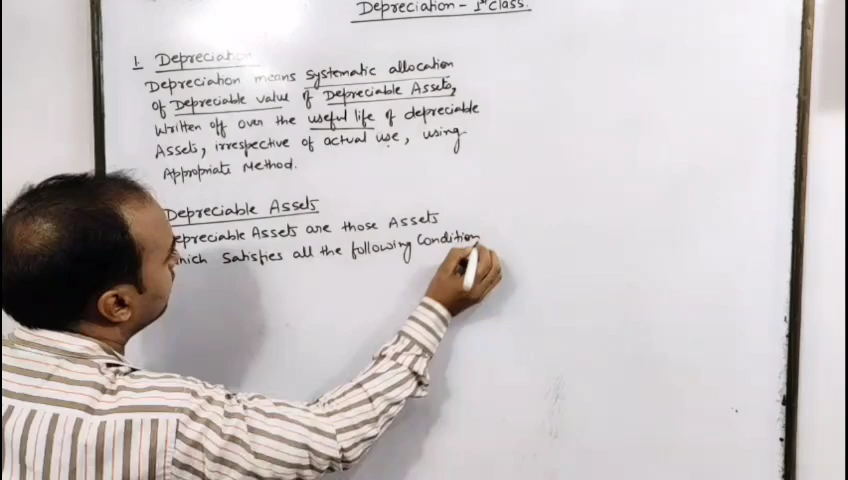 Depreciation - 1st Class.
1. Depreciation
Depreciation means systematic allocation
of Depreciable value of Depreciable Assets,
Written off over the useful life of depreciable
Assets, irrespective of actual use, using
Appropriate Method.
Depreciable Assets
epreciable Assets are those Assets
which satisfies all the following Condition